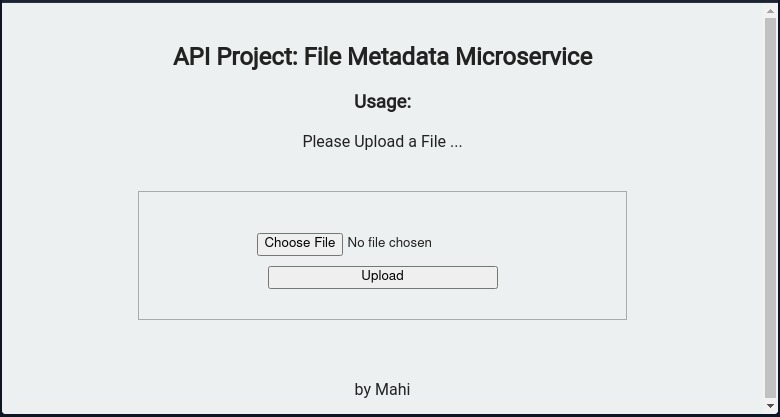 API Project: File Metadata Microservice
Usage:
Please Upload a File ...
Choose File No file chosen
Upload
by Mahi